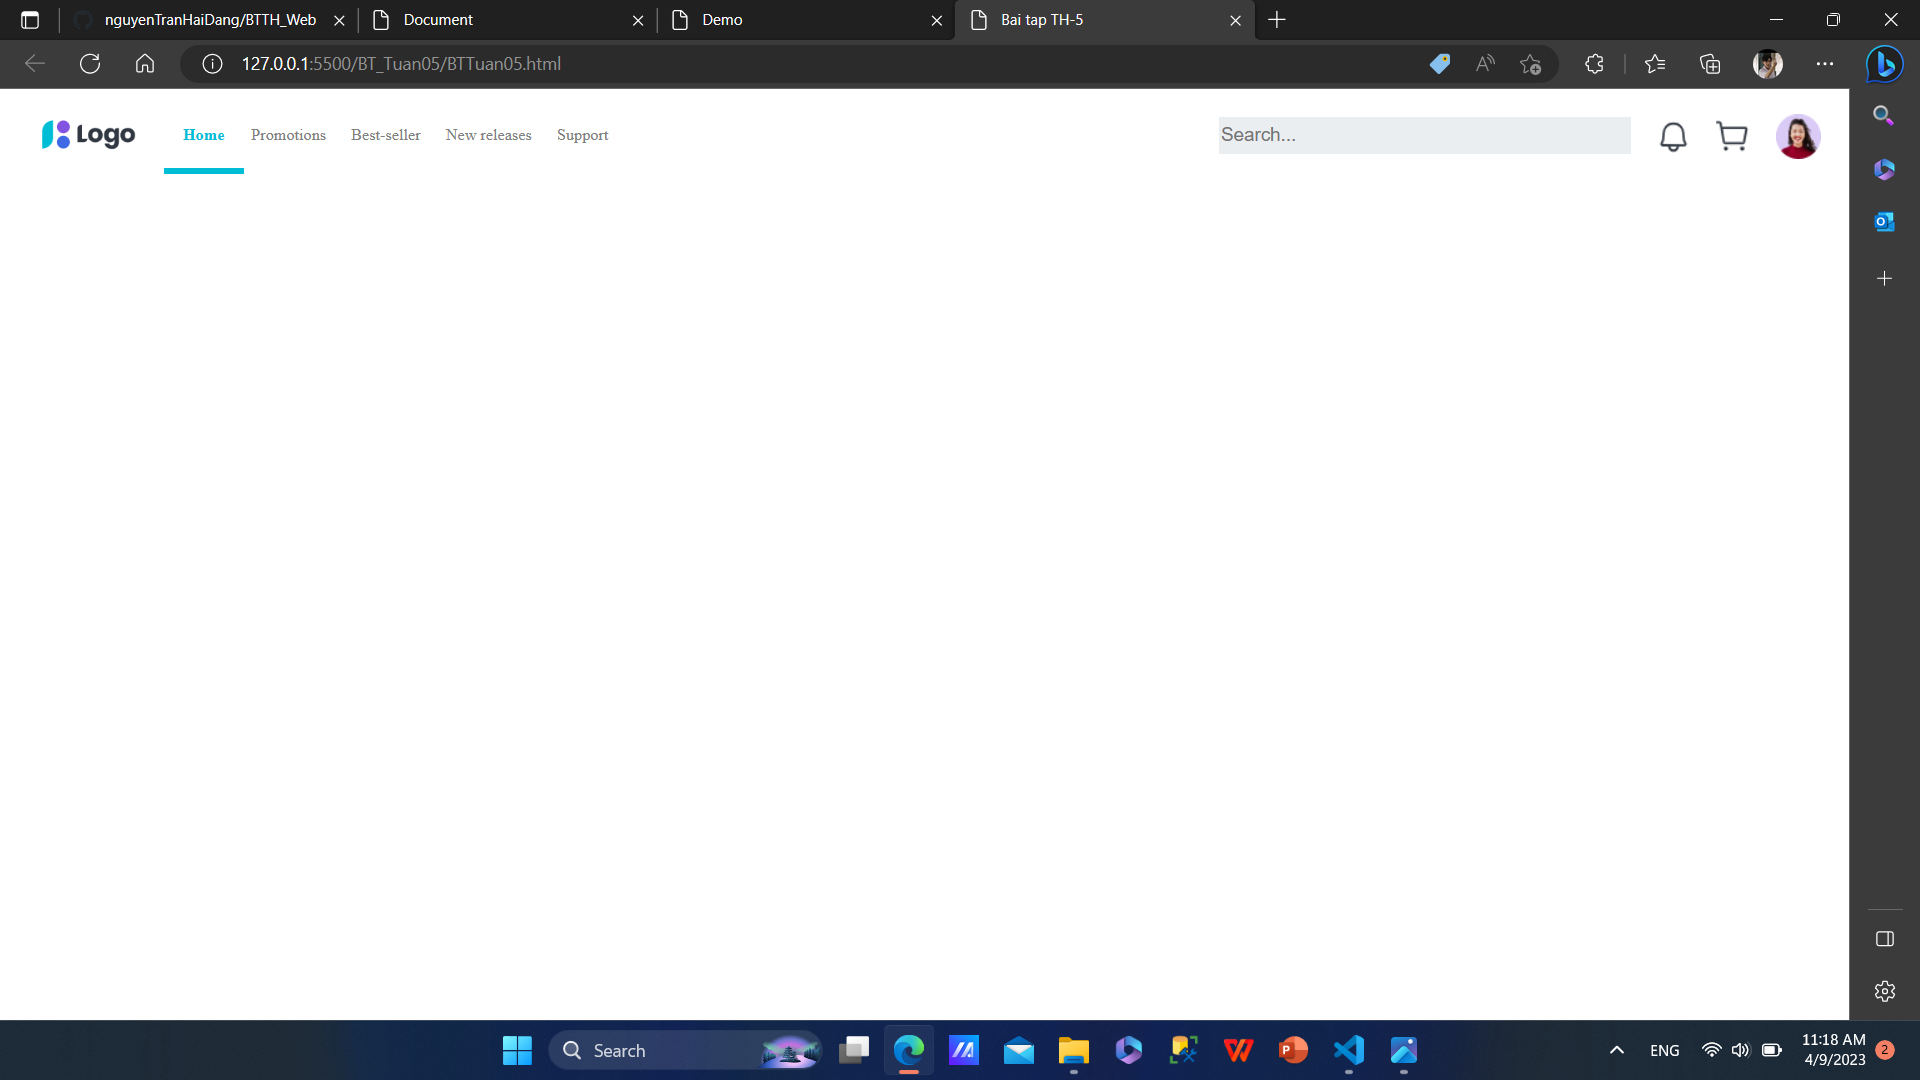 nguyenTranHaiDang/BTTH_Web
Document
Demo
Bai tap TH-5
127.0.0.1:5500/BT_Tuan05/BTTuan05.html
Logo
Home
Promotions
Best-seller
New releases
Support
Search...
Search
ENG
11:18 AM
4/9/2023
2